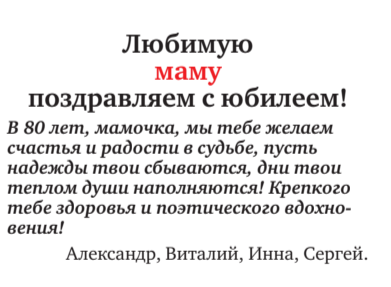 Любимую
маму
поздравляем с юбилеем!
В 80 лет, мамочка, мы тебе желаем
счастья и радости в судьбе, пусть
надежды твои сбываются, дни твои
теплом души наполняются! Крепкого
тебе здоровья и поэтического вдохно-
вения!
Александр, Виталий, Инна, Сергей.